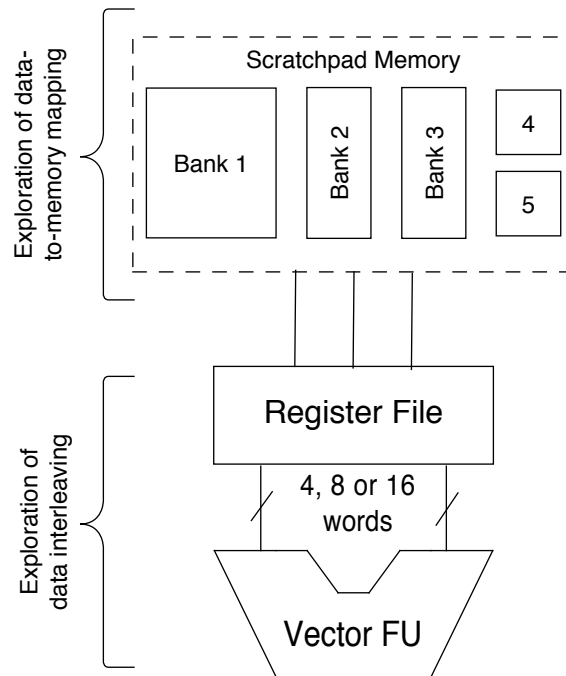 Exploration of data-
to-memory mapping
Scratchpad Memory
Bank 1
Bank 2
Bank 3
4
5
Exploration of
data interleaving
Register File
4, 8 or 16
words
Vector FU